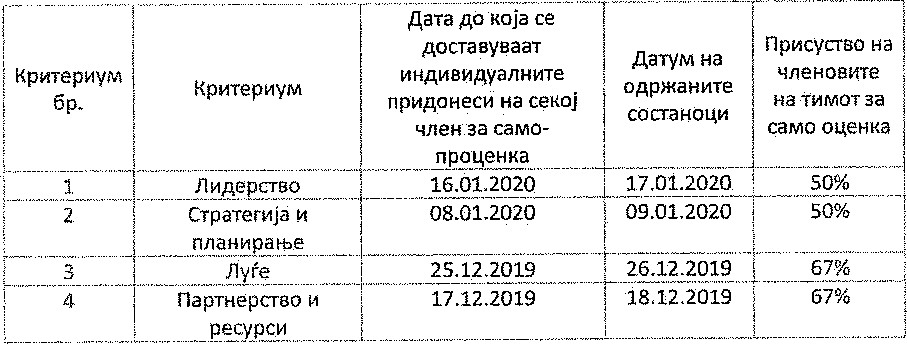 Критериум бр.
Критериум
Дата до која се
доставуваат
индивидуалните
придонеси на секој
член за само-
проценка
Датум на
одржаните
состаноци
Присуство на
членовите
на тимот за
само оценка
1 Лидерство 16.01.2020 17.01.2020 50%
2 Стратегија и 08.01.2020 09.01.2020 50%
планирање
3 Луѓе 25.12.2019 26.12.2019 67%
4 Партнерство и 17.12.2019 18.12.2019 67%
ресурси